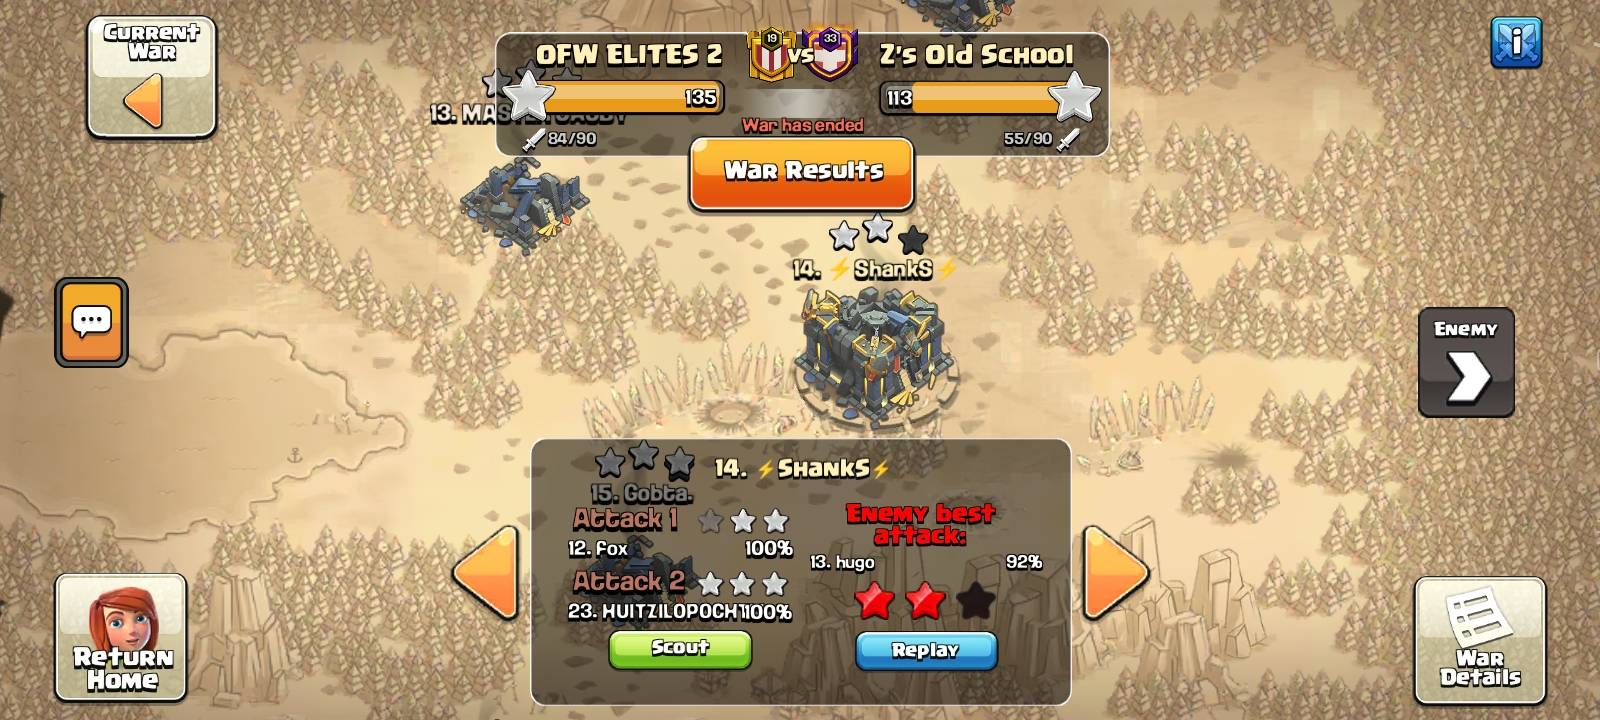 Current
War
OFW ELITES 2
19
vs
33
Z's Old School
135
113
13. MAS
84/90
War has ended
55/90
War Results
14. ⚡ShankS⚡
Enemy
14. ⚡ShankS⚡
15. Gobta.
Attack 1
12. Fox
100%
Attack 2
23. HUITZILOPOCH
100%
Enemy best
attack:
13. hugo
92%
Scout
Replay
Return
Home
War
Details